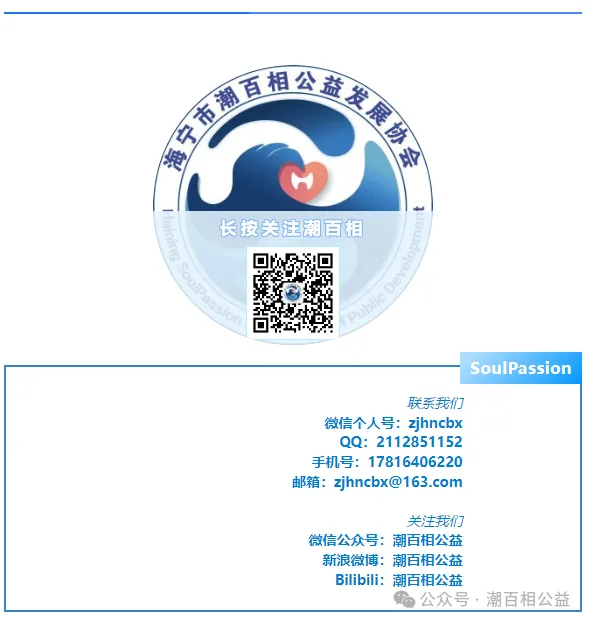 海宁市潮百相公益发展协会
长按关注潮百相
Haining SoulPassion
of Public Development
SoulPassion
联系我们
微信个人号：zjhncbx
QQ：2112851152
手机号：17816406220
邮箱：zjhncbx@163.com
关注我们
微信公众号：潮百相公益
新浪微博：潮百相公益
Bilibili：潮百相公益
公众号 · 潮百相公益